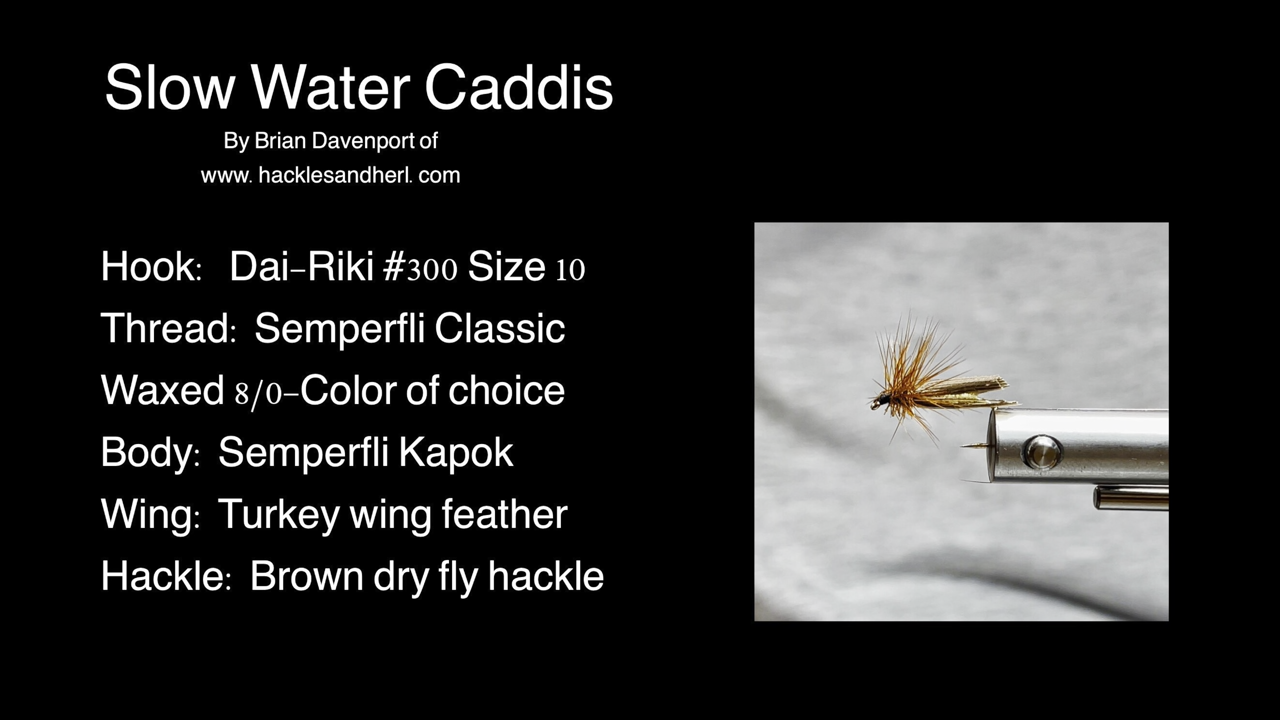 Slow Water Caddis
By Brian Davenport of
www. hacklesandherl. com
Hook: Dai-Riki #300 Size 10
Thread: Semperfli Classic
Waxed 8/0-Color of choice
Body: Semperfli Kapok
Wing: Turkey wing feather
Hackle: Brown dry fly hackle